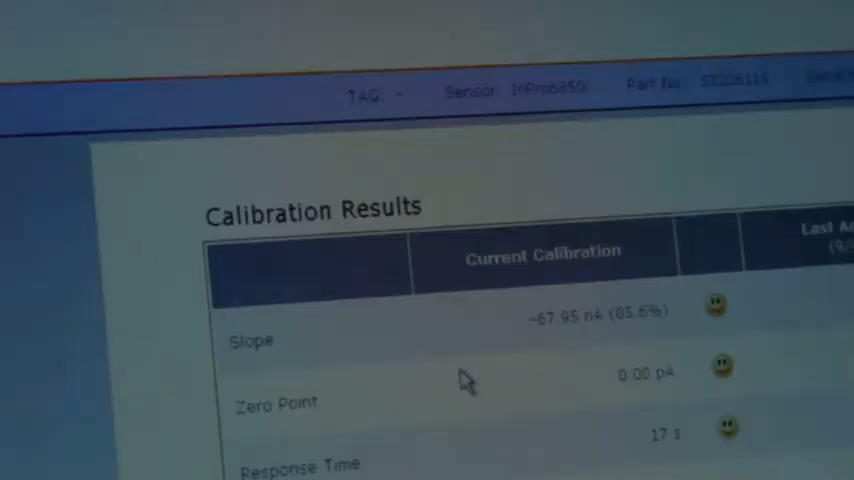 TAG: - Sensor: InPro6850i Part No
Calibration Results
Current Calibration
Last
Slope -67.95 nA (85.6%)
Zero Point 0.00 pA
Response Time 17 s